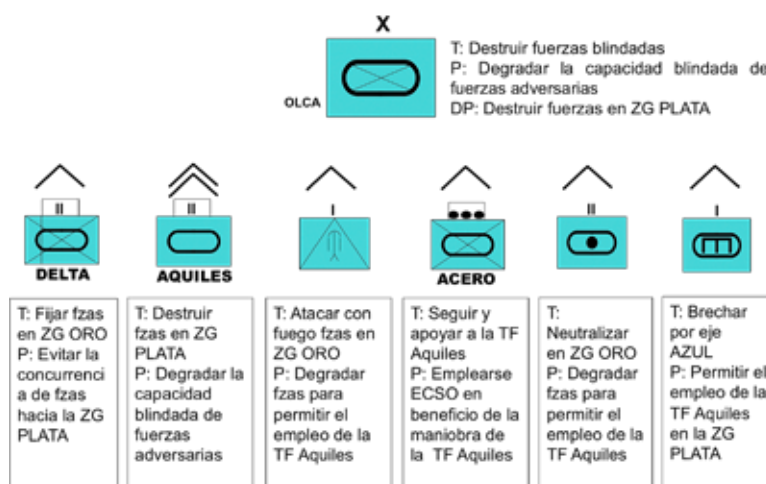 X
T: Destruir fuerzas blindadas
P: Degradar la capacidad blindada de
fuerzas adversarias
DP: Destruir fuerzas en ZG PLATA
OLCA
II
II
I
II
I
DELTA
AQUILES
ACERO
T: Fijar fzas
en ZG ORO
P: Evitar la
concurrenci
a de fzas
hacia la ZG
PLATA
T: Destruir
fzas en ZG
PLATA
P: Degradar la
capacidad
blindada de
fuerzas
adversarias
T: Atacar con
fuego fzas en
ZG ORO
P: Degradar
fzas para
permitir el
empleo de la
TF Aquiles
T: Seguir y
apoyar a la TF
Aquiles
P: Emplearse
ECSO en
beneficio de la
maniobra de
la TF Aquiles
T:
Neutralizar
en ZG ORO
P: Degradar
fzas para
permitir el
empleo de la
TF Aquiles
T: Brechar
por eje
AZUL
P: Permitir el
empleo de la
TF Aquiles
en la ZG
PLATA